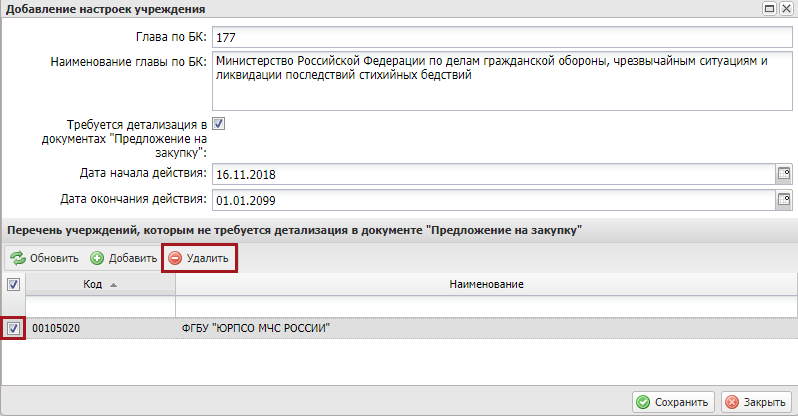 Добавление настроек учреждения
Глава по БК: 177
Наименование главы по БК: Министерство Российской Федерации по делам гражданской обороны, чрезвычайным ситуациям и
ликвидации последствий стихийных бедствий
Требуется детализация в
документах "Предложение на
закупку":
Дата начала действия: 16.11.2018
Дата окончания действия: 01.01.2099
Перечень учерждений, которым не требуется детализация в документе "Предложение на закупку"
Обновить Добавить Удалить
Код Наименование
00105020 ФГБУ "ЮРПСО МЧС РОССИИ"
Сохранить Закрыть